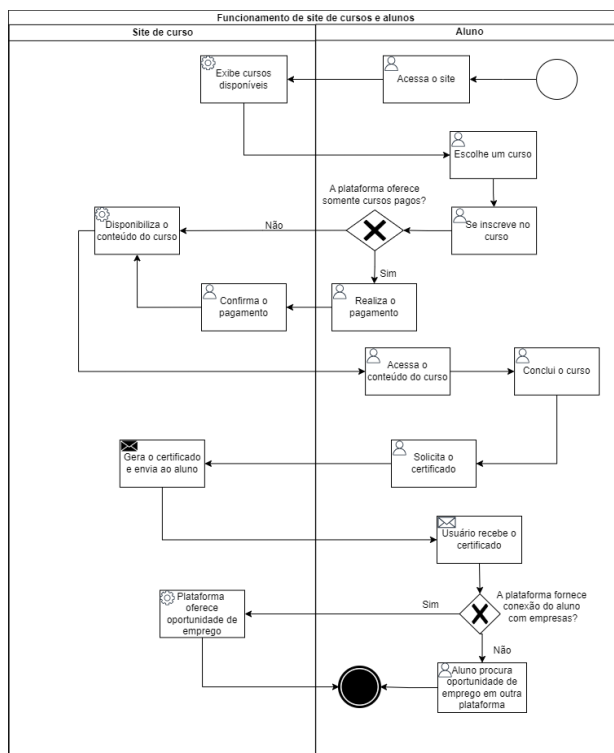 Funcionamento de site de cursos e alunos
Site de curso
Aluno
Exibe cursos
disponíveis
Acessa o site
Escolhe um curso
A plataforma oferece
somente cursos pagos?
Disponibiliza o
conteúdo do curso
Não
Se inscreve no
curso
Sim
Confirma o
pagamento
Realiza o
pagamento
Acessa o
conteúdo do curso
Conclui o curso
Gera o certificado
e envia ao aluno
Solicita o
certificado
Usuário recebe o
certificado
Plataforma
oferece
oportunidade de
emprego
Sim
A plataforma fornece
conexão do aluno
com empresas?
Não
Aluno procura
oportunidade de
emprego em outra
plataforma